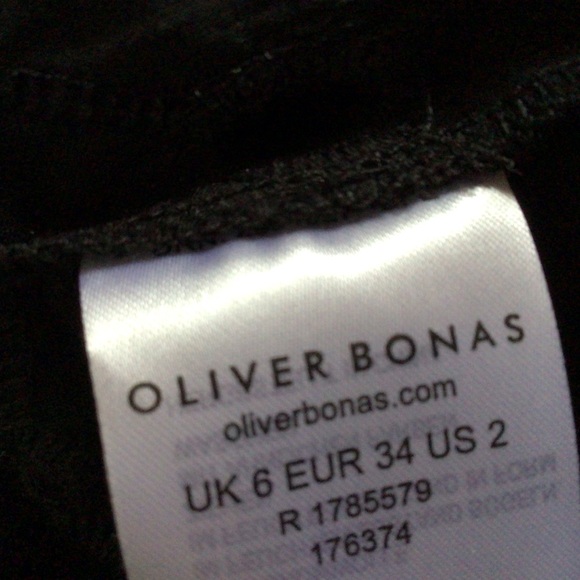 OLIVER BONAS
oliverbonas.com
UK 6 EUR 34 US 2
R 1785579
176374